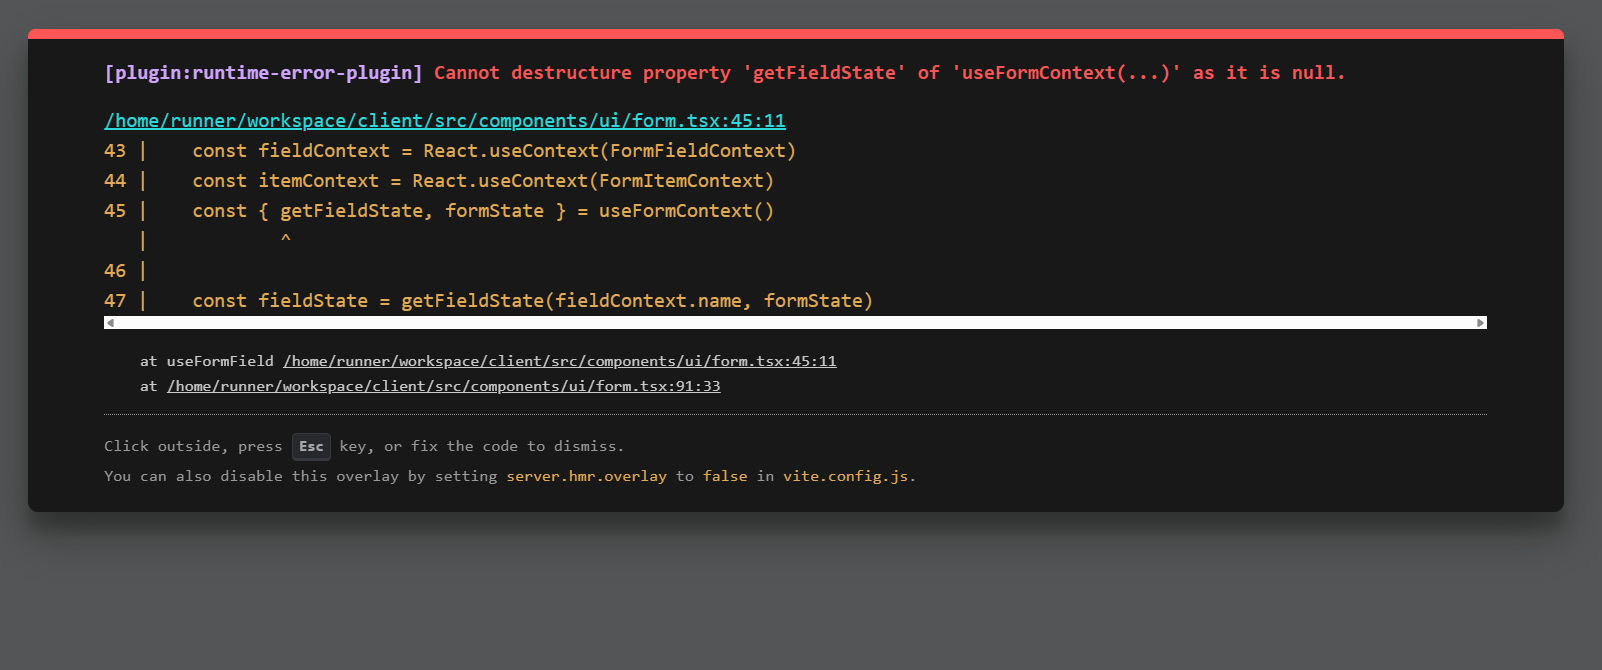 [plugin:runtime-error-plugin] Cannot destructure property 'getFieldState' of 'useFormContext(...)' as it is null.
/home/runner/workspace/client/src/components/ui/form.tsx:45:11
43 |    const fieldContext = React.useContext(FormFieldContext)
44 |    const itemContext = React.useContext(FormItemContext)
45 |    const { getFieldState, formState } = useFormContext()
   |            ^
46 |
47 |    const fieldState = getFieldState(fieldContext.name, formState)
at useFormField /home/runner/workspace/client/src/components/ui/form.tsx:45:11
at /home/runner/workspace/client/src/components/ui/form.tsx:91:33
Click outside, press Esc key, or fix the code to dismiss.
You can also disable this overlay by setting server.hmr.overlay to false in vite.config.js.